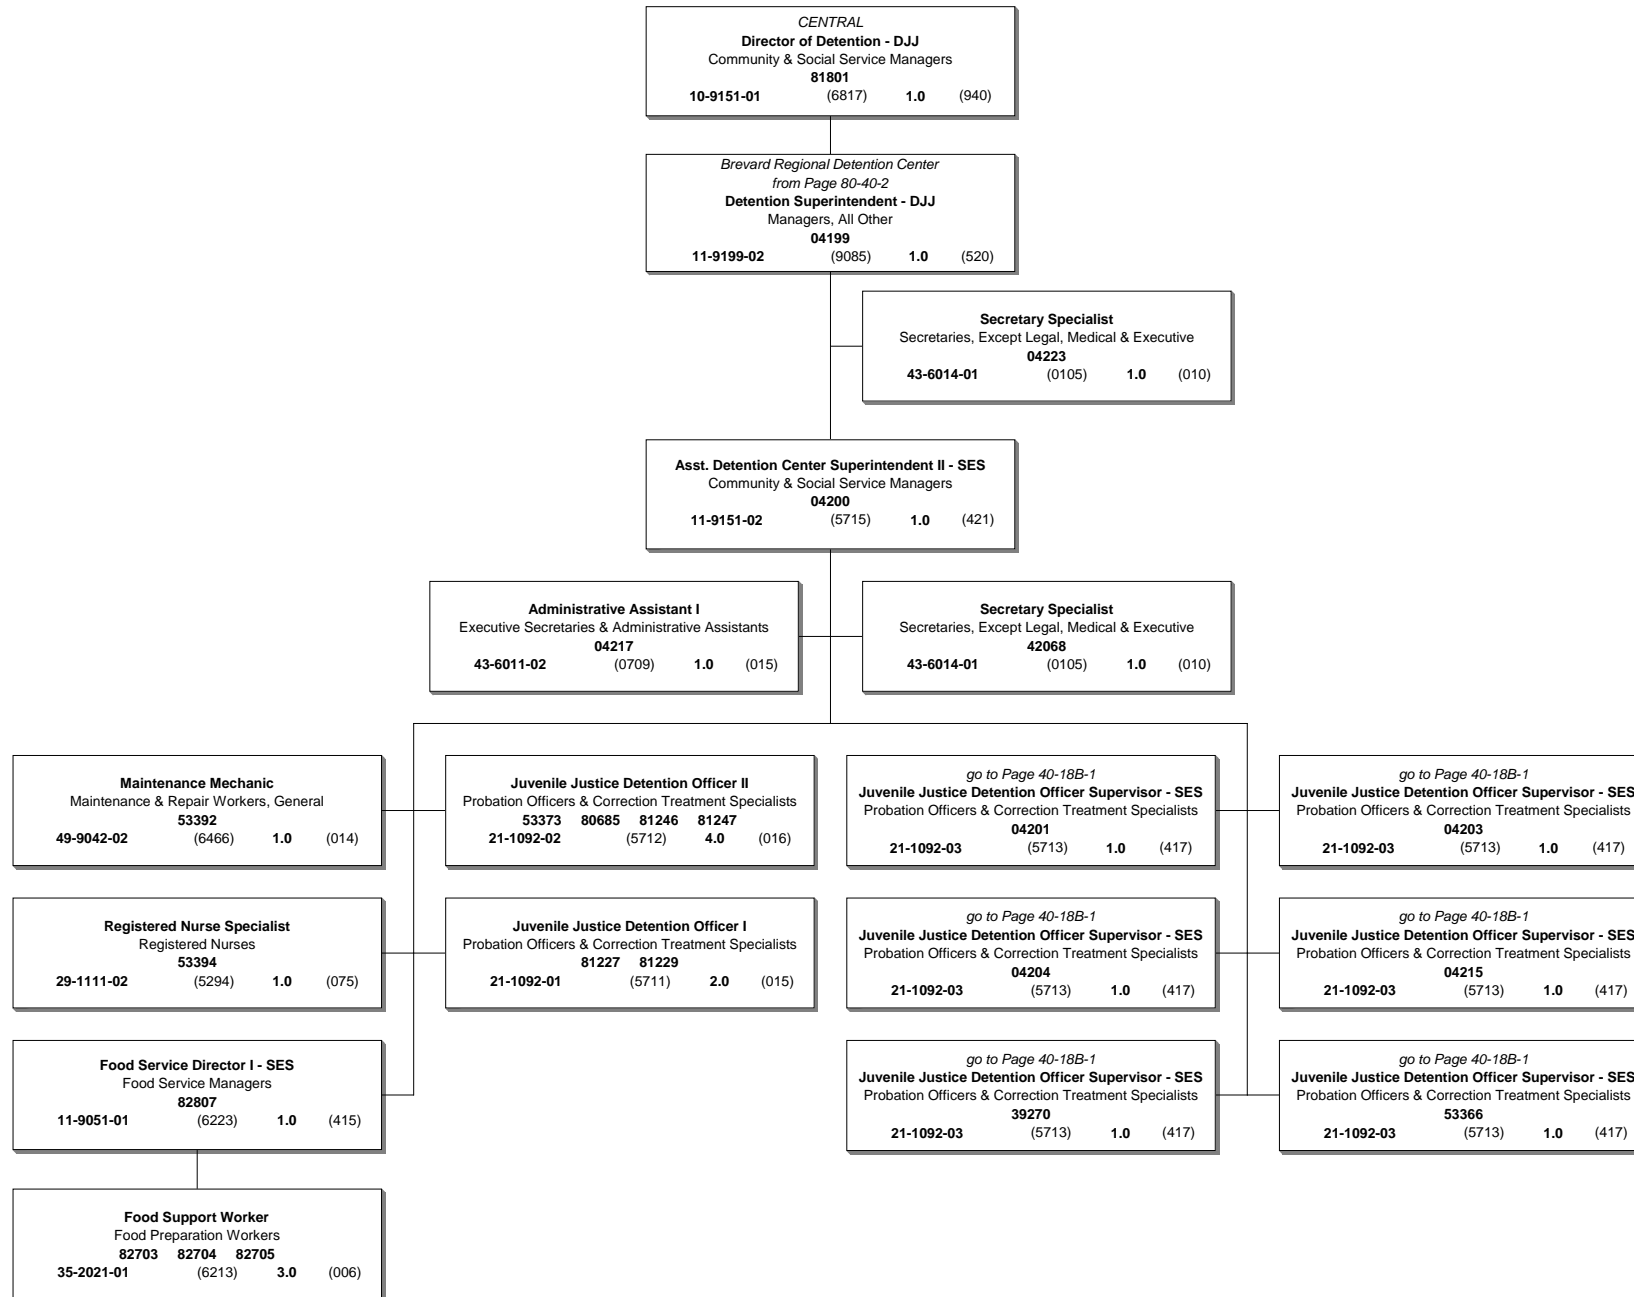 CENTRAL
Director of Detention - DJJ
Community & Social Service Managers
81801
10-9151-01 (6817) 1.0 (940)
Brevard Regional Detention Center
from Page 80-40-2
Detention Superintendent - DJJ
Managers, All Other
04199
11-9199-02 (9085) 1.0 (520)
Secretary Specialist
Secretaries, Except Legal, Medical & Executive
04223
43-6014-01 (0105) 1.0 (010)
Asst. Detention Center Superintendent II - SES
Community & Social Service Managers
04200
11-9151-02 (5715) 1.0 (421)
Administrative Assistant I
Executive Secretaries & Administrative Assistants
04217
43-6011-02 (0709) 1.0 (015)
Secretary Specialist
Secretaries, Except Legal, Medical & Executive
42068
43-6014-01 (0105) 1.0 (010)
Maintenance Mechanic
Maintenance & Repair Workers, General
53392
49-9042-02 (6466) 1.0 (014)
Juvenile Justice Detention Officer II
Probation Officers & Correction Treatment Specialists
53373 80685 81246 81247
21-1092-02 (5712) 4.0 (016)
go to Page 40-18B-1
Juvenile Justice Detention Officer Supervisor - SES
Probation Officers & Correction Treatment Specialists
04201
21-1092-03 (5713) 1.0 (417)
go to Page 40-18B-1
Juvenile Justice Detention Officer Supervisor - SES
Probation Officers & Correction Treatment Specialists
04203
21-1092-03 (5713) 1.0 (417)
Registered Nurse Specialist
Registered Nurses
53394
29-1111-02 (5294) 1.0 (075)
Juvenile Justice Detention Officer I
Probation Officers & Correction Treatment Specialists
81227 81229
21-1092-01 (5711) 2.0 (015)
go to Page 40-18B-1
Juvenile Justice Detention Officer Supervisor - SES
Probation Officers & Correction Treatment Specialists
04204
21-1092-03 (5713) 1.0 (417)
go to Page 40-18B-1
Juvenile Justice Detention Officer Supervisor - SES
Probation Officers & Correction Treatment Specialists
04215
21-1092-03 (5713) 1.0 (417)
Food Service Director I - SES
Food Service Managers
82807
11-9051-01 (6223) 1.0 (415)
go to Page 40-18B-1
Juvenile Justice Detention Officer Supervisor - SES
Probation Officers & Correction Treatment Specialists
39270
21-1092-03 (5713) 1.0 (417)
go to Page 40-18B-1
Juvenile Justice Detention Officer Supervisor - SES
Probation Officers & Correction Treatment Specialists
53366
21-1092-03 (5713) 1.0 (417)
Food Support Worker
Food Preparation Workers
82703 82704 82705
35-2021-01 (6213) 3.0 (006)